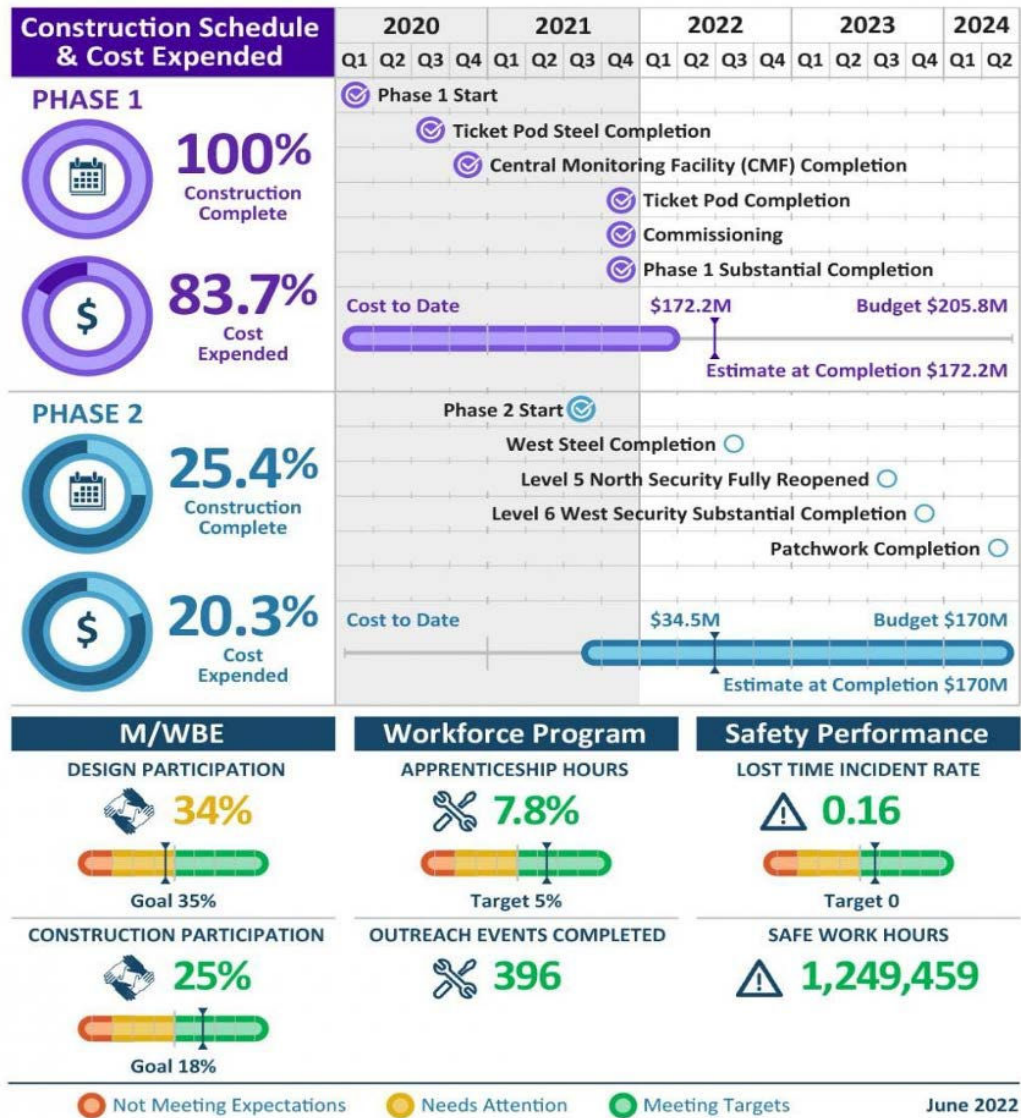 Construction Schedule
& Cost Expended
2020 2021 2022 2023 2024
Q1 Q2 Q3 Q4 Q1 Q2 Q3 Q4 Q1 Q2 Q3 Q4 Q1 Q2 Q3 Q4 Q1 Q2
PHASE 1
100%
Construction
Complete
83.7%
Cost
Expended
$
Phase 1 Start
Ticket Pod Steel Completion
Central Monitoring Facility (CMF) Completion
Ticket Pod Completion
Commissioning
Phase 1 Substantial Completion
Cost to Date $172.2M Budget $205.8M
Estimate at Completion $172.2M
PHASE 2
25.4%
Construction
Complete
20.3%
Cost
Expended
$
Phase 2 Start
West Steel Completion
Level 5 North Security Fully Reopened
Level 6 West Security Substantial Completion
Patchwork Completion
Cost to Date $34.5M Budget $170M
Estimate at Completion $170M
M/WBE
DESIGN PARTICIPATION
34%
Goal 35%
CONSTRUCTION PARTICIPATION
25%
Goal 18%
Workforce Program
APPRENTICESHIP HOURS
7.8%
Target 5%
OUTREACH EVENTS COMPLETED
396
Safety Performance
LOST TIME INCIDENT RATE
0.16
Target 0
SAFE WORK HOURS
1,249,459
Not Meeting Expectations Needs Attention Meeting Targets June 2022